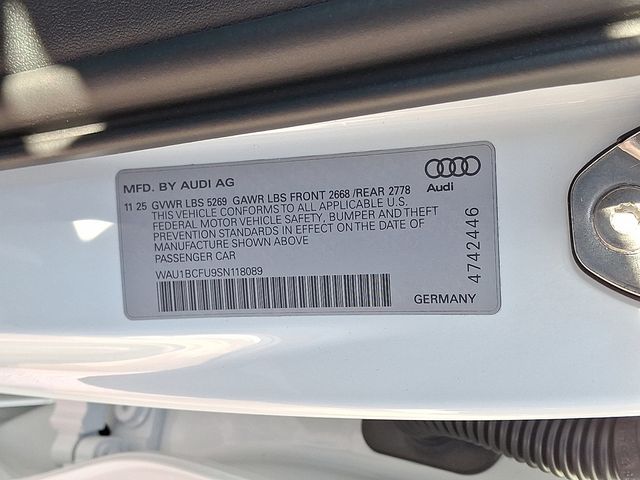 MFD. BY AUDI AG
Audi
11 25 GVWR LBS 5269 GAWR LBS FRONT 2668 /REAR 2778
THIS VEHICLE CONFORMS TO ALL APPLICABLE U.S.
FEDERAL MOTOR VEHICLE SAFETY, BUMPER AND THEFT
PREVENTION STANDARDS IN EFFECT ON THE DATE OF
MANUFACTURE SHOWN ABOVE
PASSENGER CAR
WAU1BCFU9SN118089
4742446
GERMANY